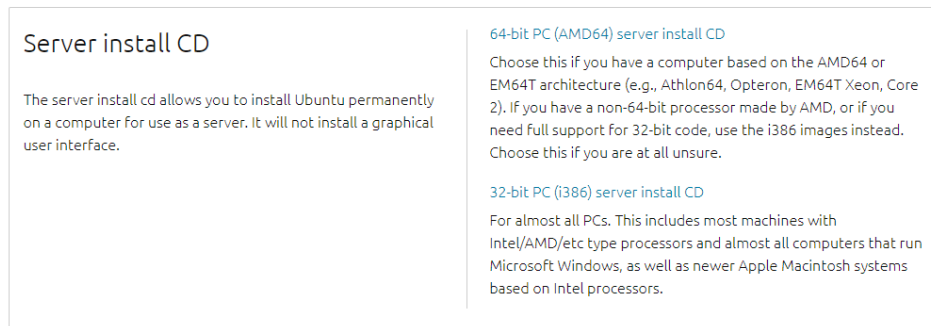 Server install CD
The server install cd allows you to install Ubuntu permanently
on a computer for use as a server. It will not install a graphical
user interface.
64-bit PC (AMD64) server install CD
Choose this if you have a computer based on the AMD64 or
EM64T architecture (e.g., Athlon64, Opteron, EM64T Xeon, Core
2). If you have a non-64-bit processor made by AMD, or if you
need full support for 32-bit code, use the i386 images instead.
Choose this if you are at all unsure.
32-bit PC (i386) server install CD
For almost all PCs. This includes most machines with
Intel/AMD/etc type processors and almost all computers that run
Microsoft Windows, as well as newer Apple Macintosh systems
based on Intel processors.